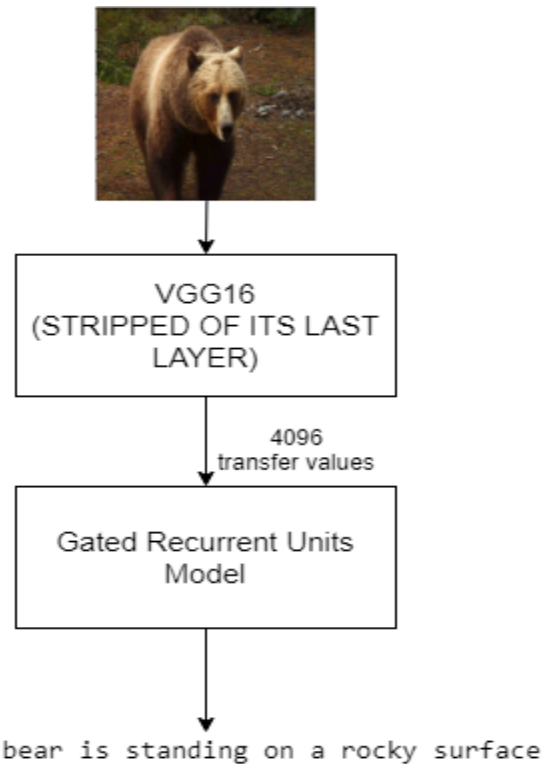 VGG16
(STRIPPED OF ITS LAST
LAYER)
4096
transfer values
Gated Recurrent Units
Model
bear is standing on a rocky surface